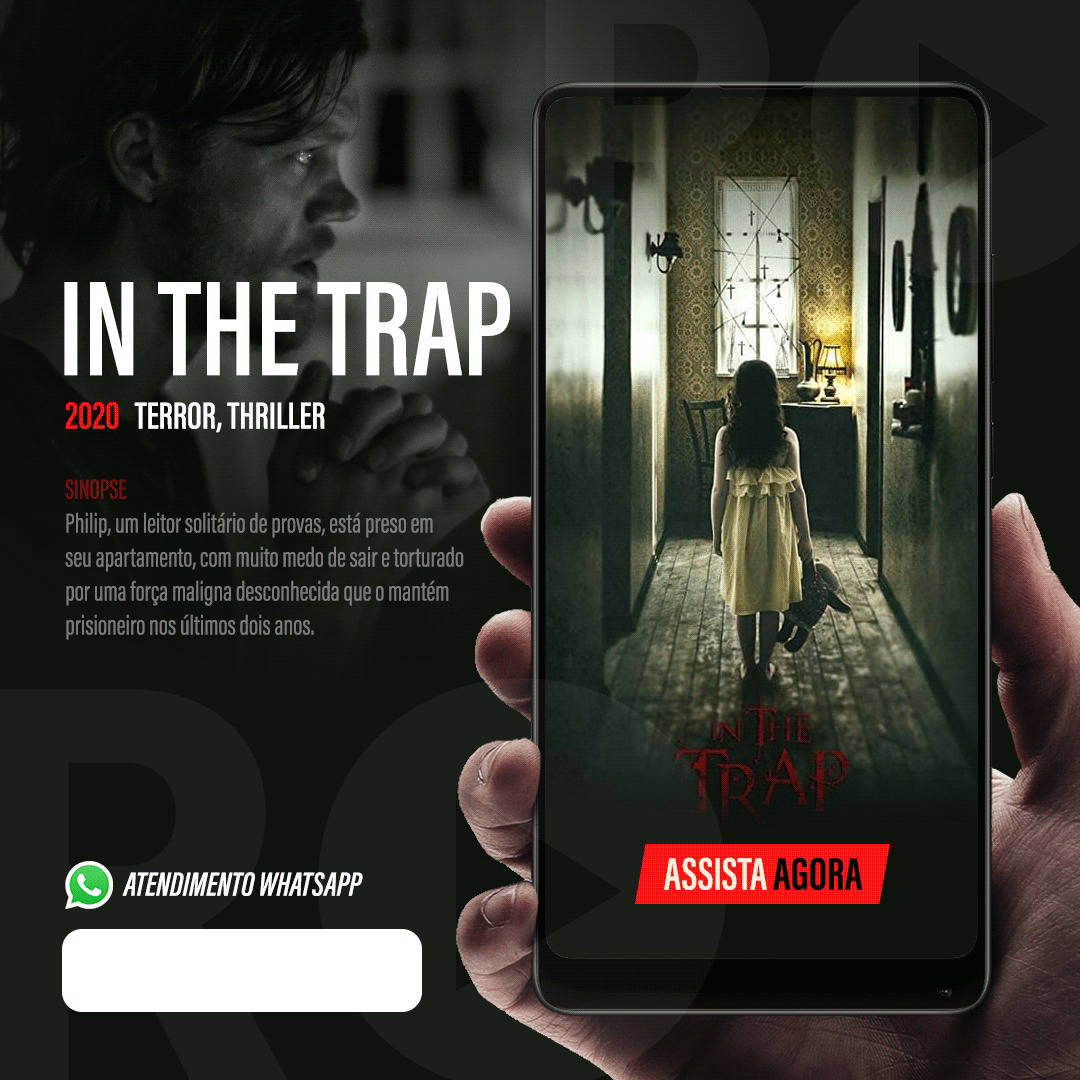 IN THE TRAP
2020 TERROR, THRILLER
SINOPSE
Philip, um leitor solitário de provas, está preso em
seu apartamento, com muito medo de sair e torturado
por uma força maligna desconhecida que o mantém
prisioneiro nos últimos dois anos.
IN THE
TRAP
ASSISTA AGORA
ATENDIMENTO WHATSAPP